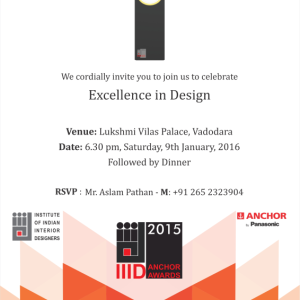 We cordially invite you to join us to celebrate
Excellence in Design
Venue: Lukshmi Vilas Palace, Vadodara
Date: 6.30 pm, Saturday, 9th January, 2016
Followed by Dinner
RSVP : Mr. Aslam Pathan - M: +91 265 2323904
INSTITUTE
OF INDIAN
INTERIOR
DESIGNERS
2015
IIID ANCHOR
AWARDS
ANCHOR
by Panasonic